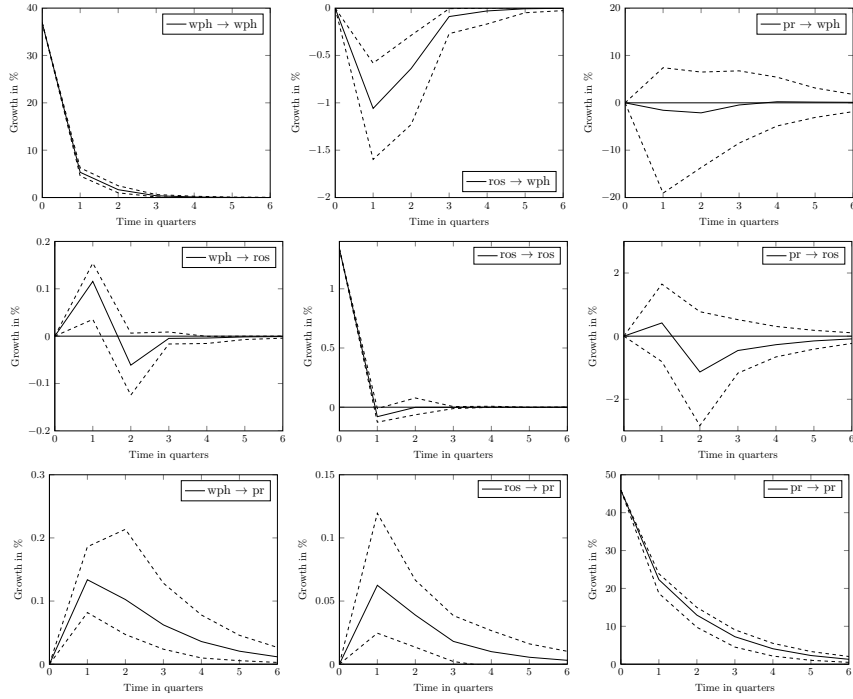 40
30
20
10
0
0 1 2 3 4 5 6
Growth in %
Time in quarters
wph → wph
0
−0.5
−1
−1.5
−2
0 1 2 3 4 5 6
Growth in %
Time in quarters
ros → wph
20
10
0
−10
−20
0 1 2 3 4 5 6
Growth in %
Time in quarters
pr → wph
0.2
0.1
0
−0.1
−0.2
0 1 2 3 4 5 6
Growth in %
Time in quarters
wph → ros
1
0.5
0
0 1 2 3 4 5 6
Growth in %
Time in quarters
ros → ros
2
0
−2
0 1 2 3 4 5 6
Growth in %
Time in quarters
pr → ros
0.3
0.2
0.1
0
0 1 2 3 4 5 6
Growth in %
Time in quarters
wph → pr
0.15
0.1
0.05
0
0 1 2 3 4 5 6
Growth in %
Time in quarters
ros → pr
50
40
30
20
10
0
0 1 2 3 4 5 6
Growth in %
Time in quarters
pr → pr